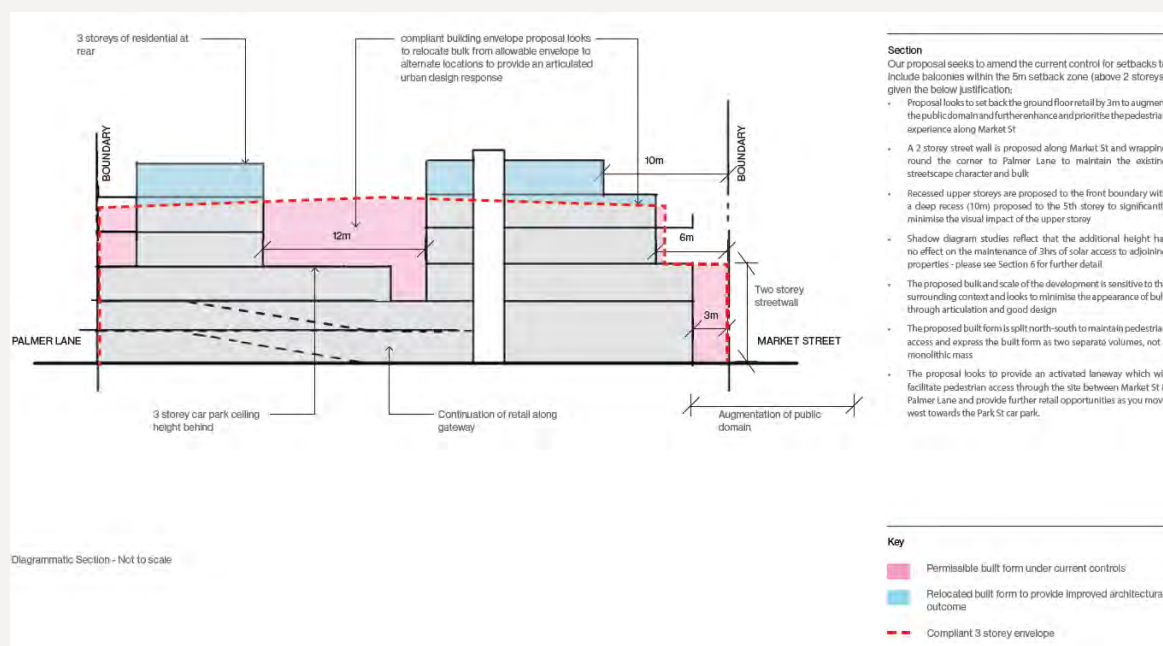 3 storeys of residential at
rear
compliant building envelope proposal looks
to relocate bulk from allowable envelope to
alternate locations to provide an articulated
urban design response
BOUNDARY
BOUNDARY
10m
12m
6m
3m
Two storey
streetwall
PALMER LANE
MARKET STREET
3 storey car park ceiling
height behind
Continuation of retail along
gateway
Augmentation of public
domain
Diagrammatic Section - Not to scale
Section
Our proposal seeks to amend the current control for setbacks t
include balconies within the 5m setback zone (above 2 storeys
given the below justification:
• Proposal looks to set back the ground floor retail by 3m to augmen
the public domain and further enhance and prioritise the pedestria
experience along Market St
• A 2 storey street wall is proposed along Market St and wrapping
round the corner to Palmer Lane to maintain the existing
streetscape character and bulk
• Recessed upper storeys are proposed to the front boundary wit
a deep recess (10m) proposed to the 5th storey to significantl
minimise the visual impact of the upper storey
• Shadow diagram studies reflect that the additional height ha
no effect on the maintenance of 3hrs of solar access to adjoining
properties - please see Section 6 for further detail
• The proposed bulk and scale of the development is sensitive to th
surrounding context and looks to minimise the appearance of bul
through articulation and good design
• The proposed built form is split north-south to maintain pedestria
access and express the built form as two separate volumes, not
monolithic mass
• The proposal looks to provide an activated laneway which wi
facilitate pedestrian access through the site between Market St
Palmer Lane and provide further retail opportunities as you mov
west towards the Park St car park.
Key
Permissible built form under current controls
Relocated built form to provide improved architectura
outcome
Compliant 3 storey envelope